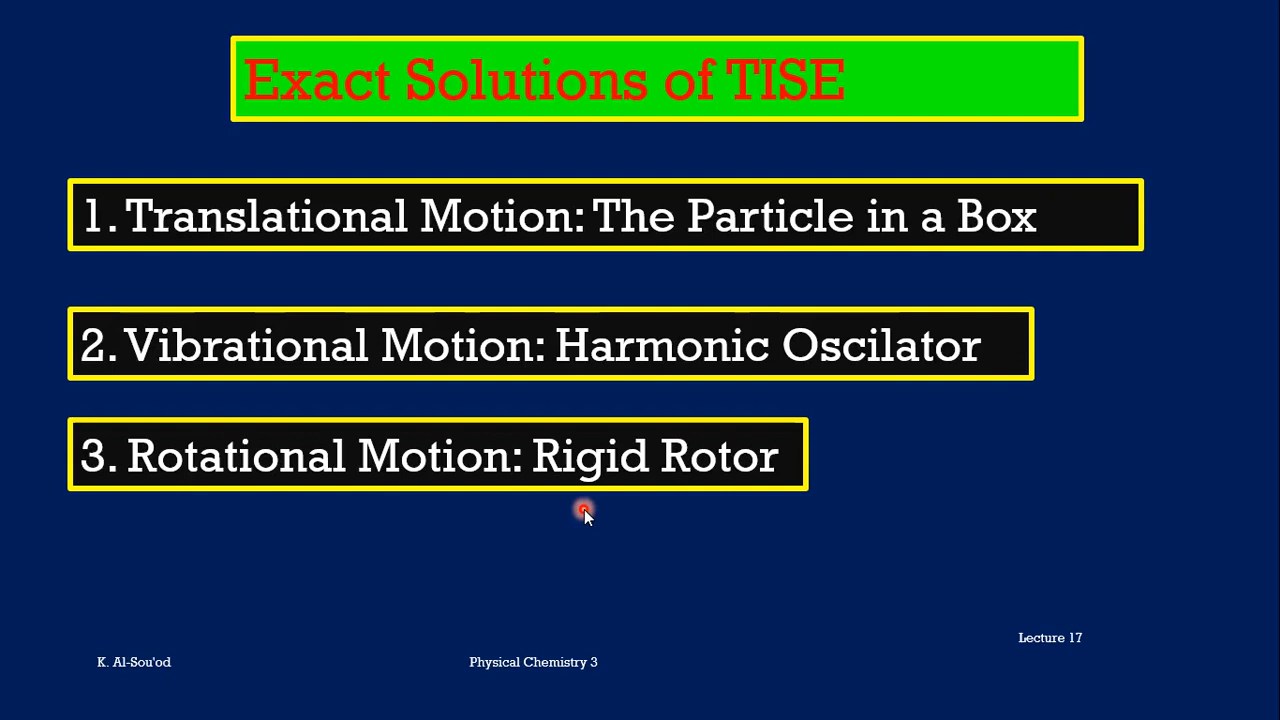 Exact Solutions of TISE
1. Translational Motion: The Particle in a Box
2. Vibrational Motion: Harmonic Oscilator
3. Rotational Motion: Rigid Rotor
Lecture 17
K. Al-Sou'od
Physical Chemistry 3